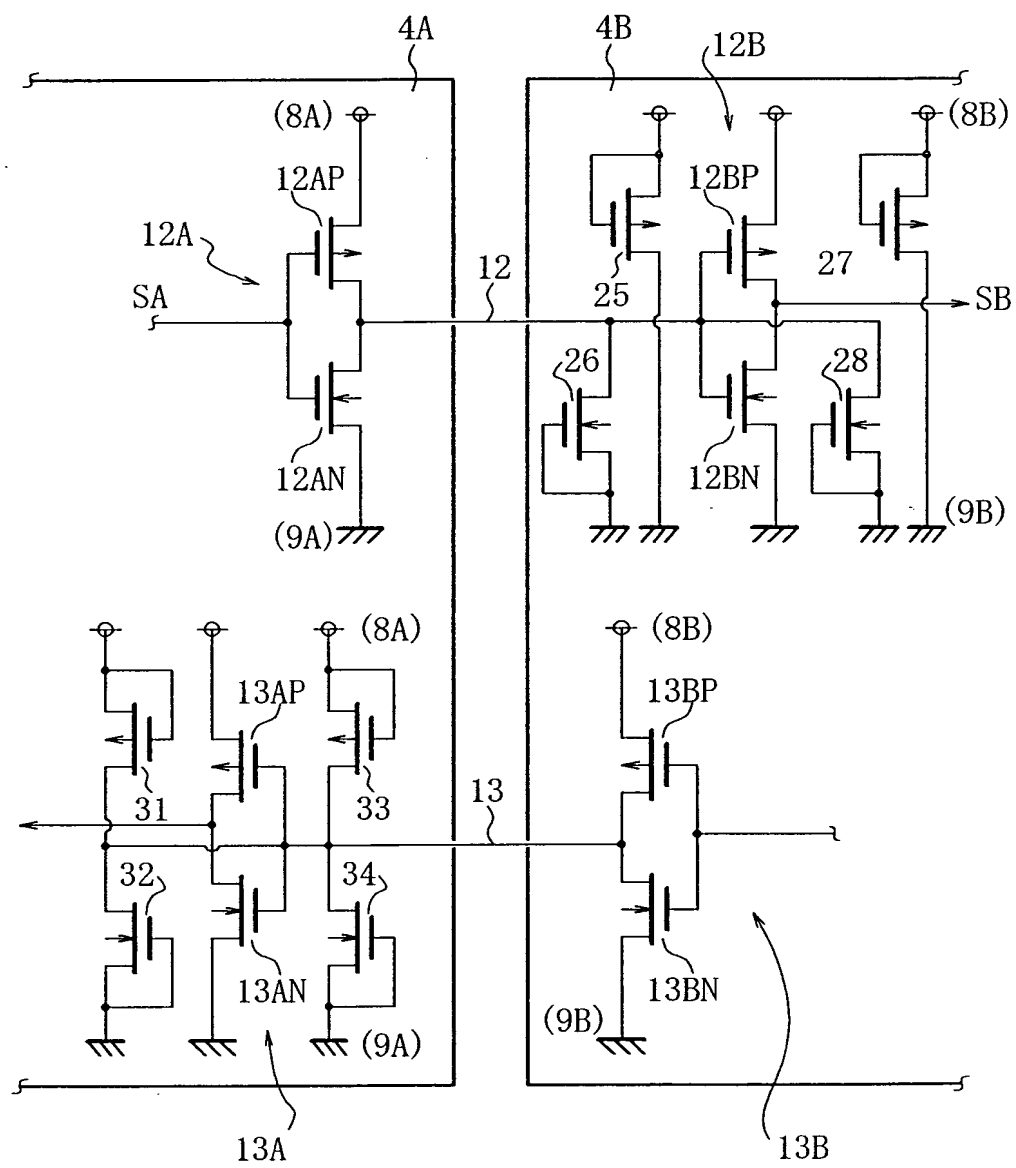 4A
4B
12B
(8A)
(8B)
12AP
12BP
12A
25
27
SA
12
SB
26
28
12AN
12BN
(9A)
(9B)
(8A)
(8B)
13AP
13BP
31
33
13
32
34
13AN
13BN
(9A)
(9B)
13A
13B